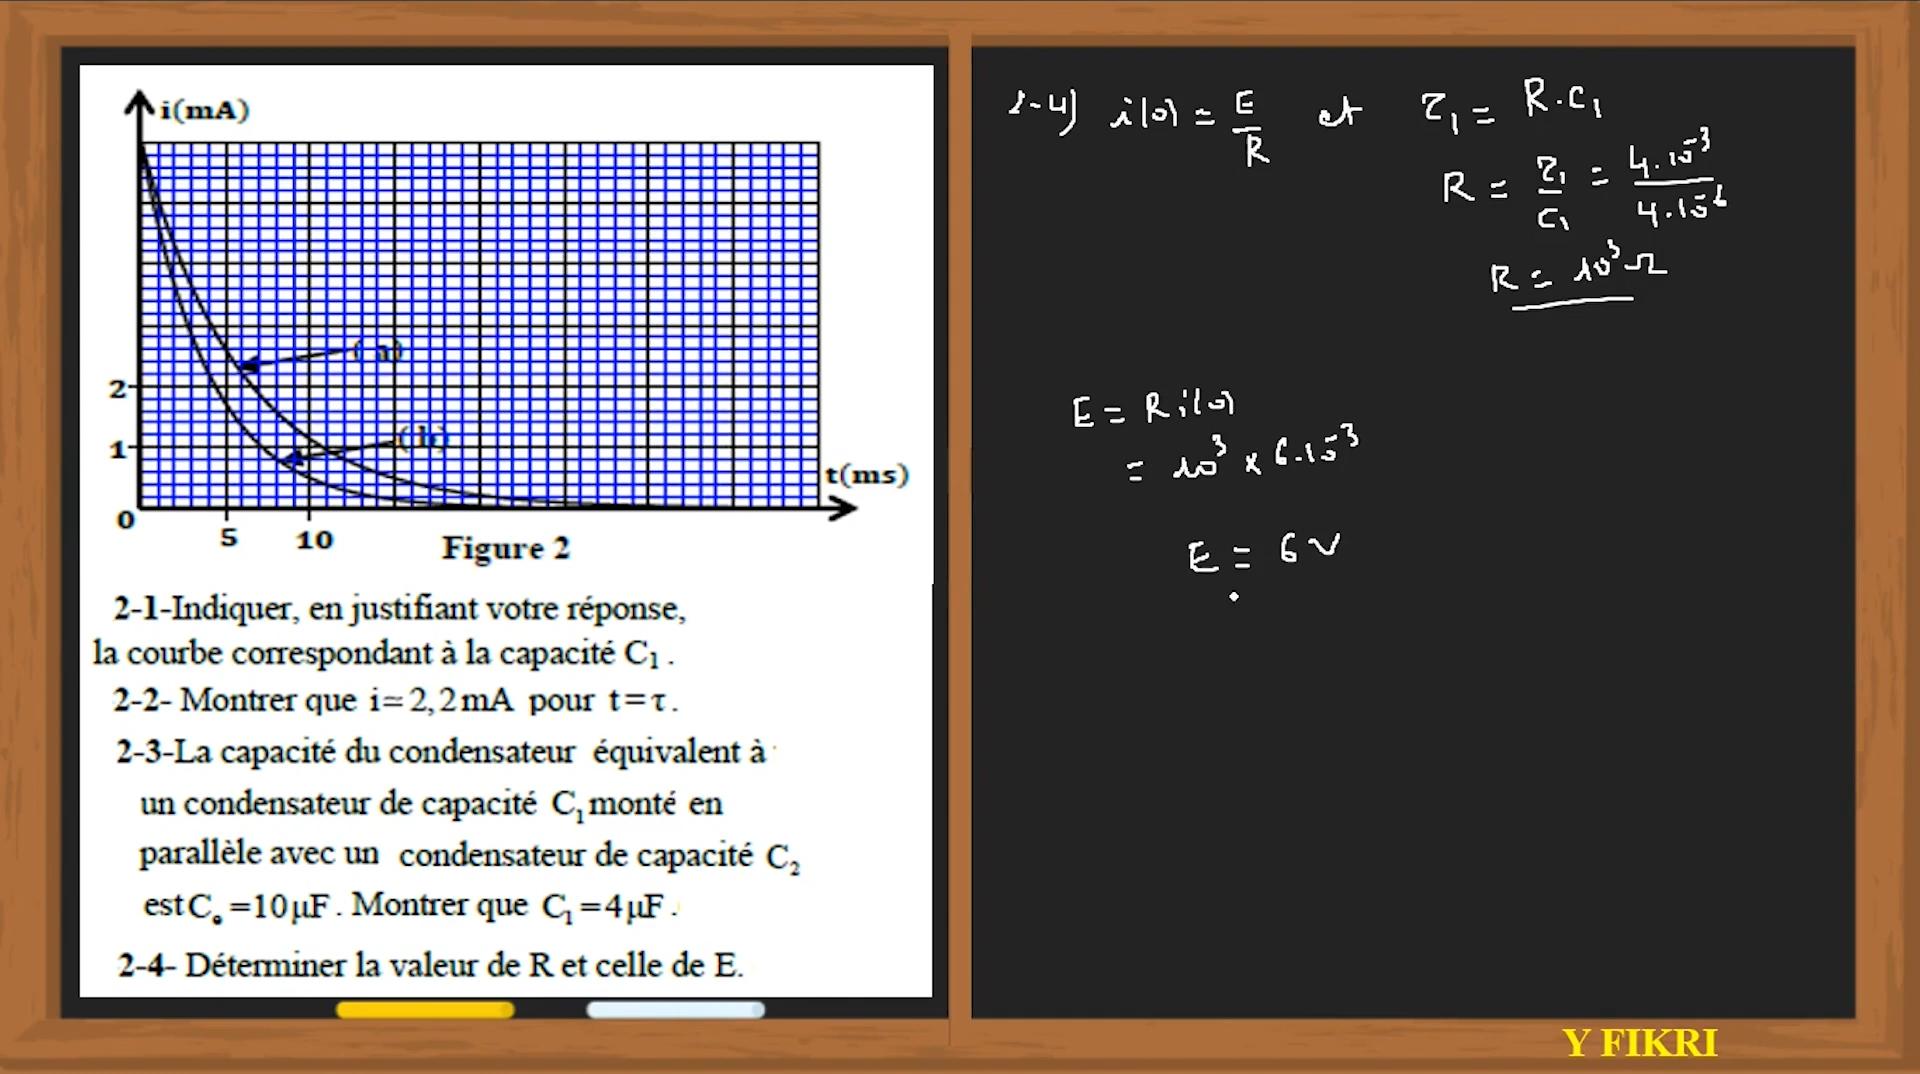 i(mA)
(a)
2
(b)
1
t(ms)
0
5 10
Figure 2
2-1-Indiquer, en justifiant votre réponse,
la courbe correspondant à la capacité C₁.
2-2- Montrer que i≃2,2mA pour t=τ.
2-3-La capacité du condensateur équivalent à
un condensateur de capacité C₁ monté en
parallèle avec un condensateur de capacité C₂
est Cₑ=10μF. Montrer que C₁=4μF.
2-4- Déterminer la valeur de R et celle de E.
2-4) i(0) = E/R et τ₁ = R.C₁
R = τ₁/C₁ = 4.10⁻³/4.10⁻⁶
R = 10³Ω
E = R i(0)
= 10³ × 6.10⁻³
E = 6V
Y FIKRI